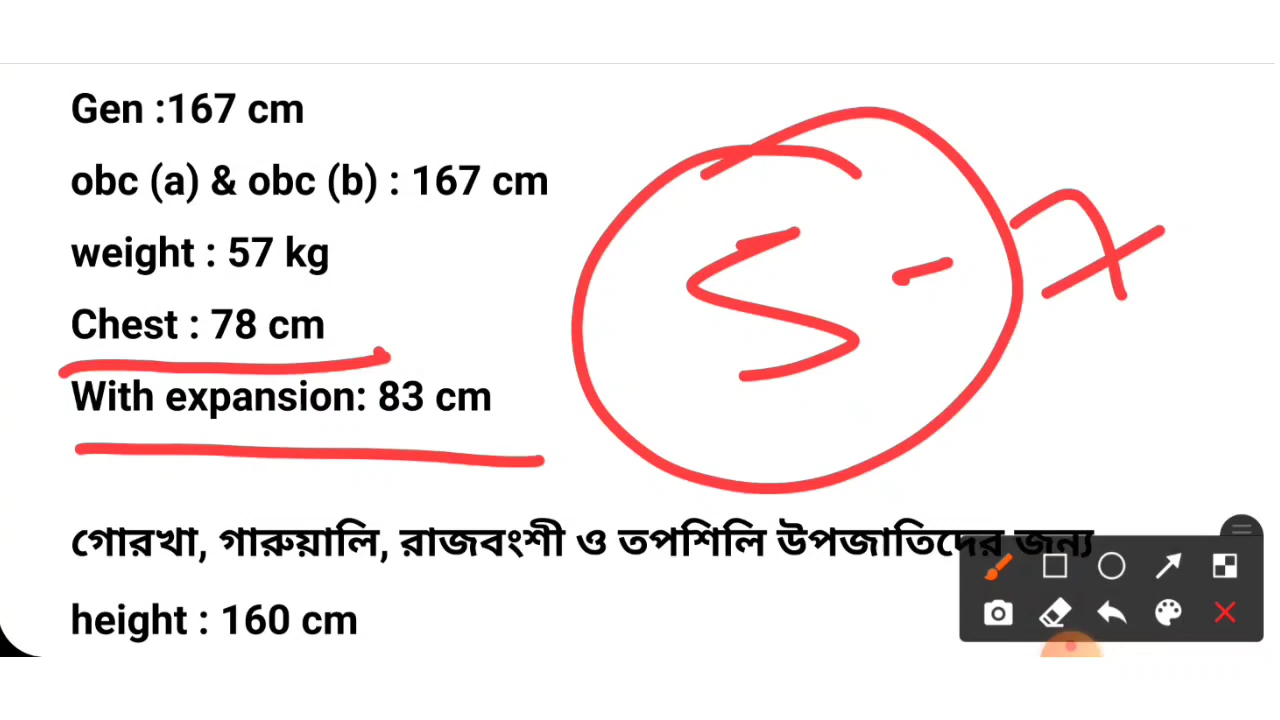 Gen :167 cm
obc (a) & obc (b) : 167 cm
weight : 57 kg
Chest : 78 cm
With expansion: 83 cm
5 -
গোরখা, গারুয়ালি, রাজবংশী ও তপশিলি উপজাতিদের জন্য
height : 160 cm